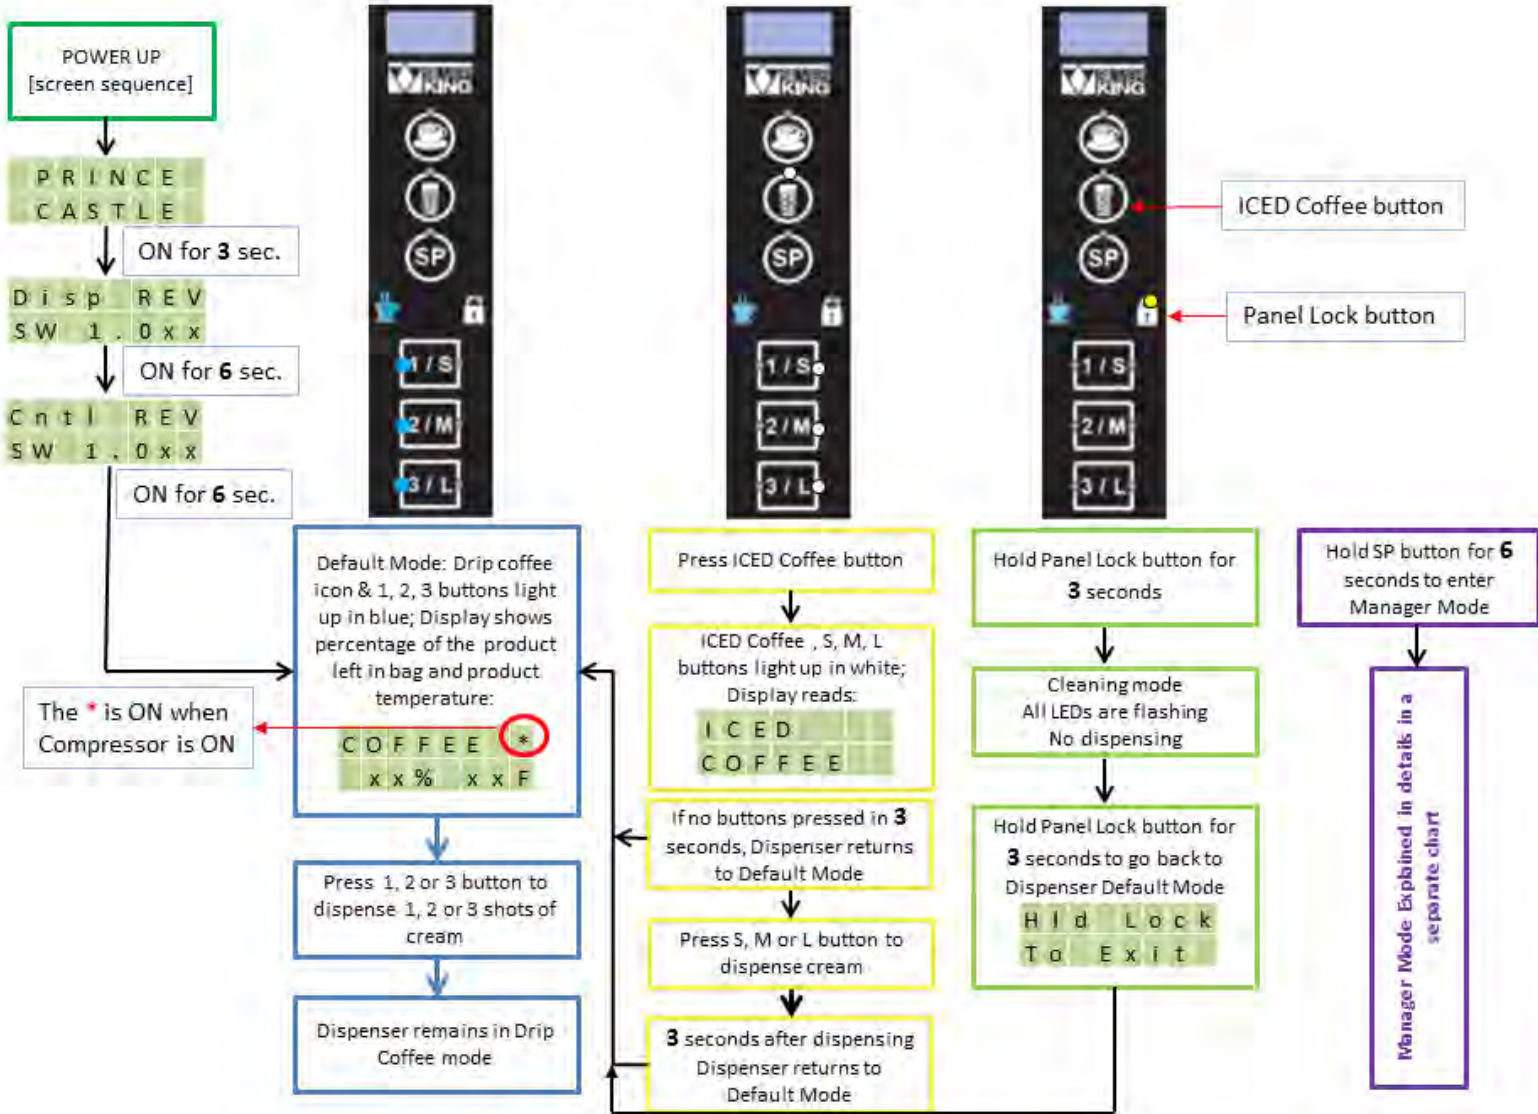 POWER UP
[screen sequence]
PRINCE
CASTLE
ON for 3 sec.
Disp REV
SW 1.0xx
ON for 6 sec.
Cntl REV
SW 1.0xx
ON for 6 sec.
KING
SP
1/S
2/M
3/L
KING
SP
1/S
2/M
3/L
KING
SP
1/S
2/M
3/L
ICED Coffee button
Panel Lock button
Default Mode: Drip coffee
icon & 1, 2, 3 buttons light
up in blue; Display shows
percentage of the product
left in bag and product
temperature:
COFFEE *
xx% xxF
The * is ON when
Compressor is ON
Press 1, 2 or 3 button to
dispense 1, 2 or 3 shots of
cream
Dispenser remains in Drip
Coffee mode
Press ICED Coffee button
ICED Coffee , S, M, L
buttons light up in white;
Display reads:
ICED
COFFEE
If no buttons pressed in 3
seconds, Dispenser returns
to Default Mode
Press S, M or L button to
dispense cream
3 seconds after dispensing
Dispenser returns to
Default Mode
Hold Panel Lock button for
3 seconds
Cleaning mode
All LEDs are flashing
No dispensing
Hold Panel Lock button for
3 seconds to go back to
Dispenser Default Mode
Hld Lock
To Exit
Hold SP button for 6
seconds to enter
Manager Mode
Manager Mode Explained in details in a
separate chart